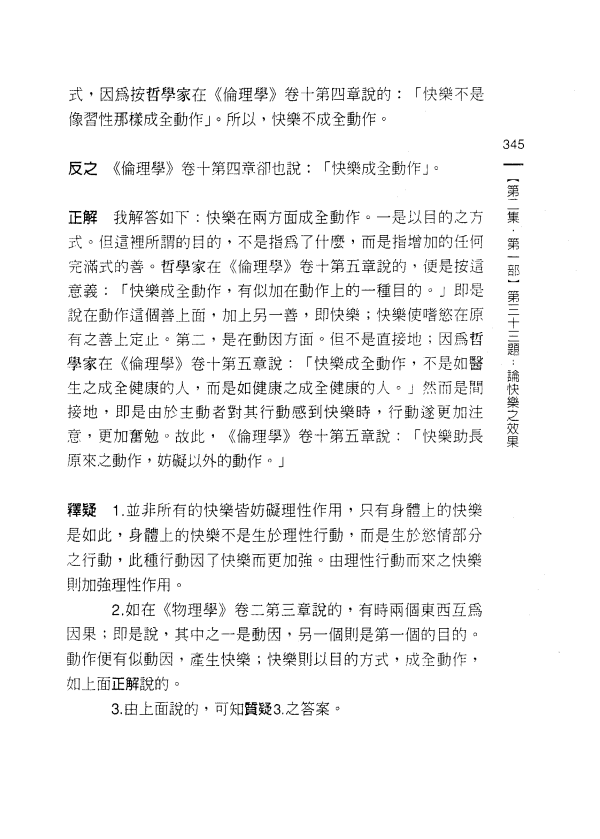 式，因爲按哲學家在《倫理學》卷十第四章說的：「快樂不是
像習性那樣成全動作」。所以，快樂不成全動作。
反之　《倫理學》卷十第四章卻也說：「快樂成全動作」。
正解　我解答如下：快樂在兩方面成全動作。一是以目的之方
式。但這裡所謂的目的，不是指爲了什麼，而是指增加的任何
完滿式的善。哲學家在《倫理學》卷十第五章說的，便是按這
意義：「快樂成全動作，有似加在動作上的一種目的。」即是
說在動作這個善上面，加上另一善，即快樂；快樂使嗜慾在原
有之善上定止。第二，是在動因方面。但不是直接地；因爲哲
學家在《倫理學》卷十第五章說：「快樂成全動作，不是如醫
生之成全健康的人，而是如健康之成全健康的人。」然而是間
接地，即是由於主動者對其行動感到快樂時，行動遂更加注
意，更加奮勉。故此，《倫理學》卷十第五章說：「快樂助長
原來之動作，妨礙以外的動作。」
釋疑　1.並非所有的快樂皆妨礙理性作用，只有身體上的快樂
是如此，身體上的快樂不是生於理性行動，而是生於慾情部分
之行動，此種行動因了快樂而更加強。由理性行動而來之快樂
則加強理性作用。
2.如在《物理學》卷二第三章說的，有時兩個東西互爲
因果；即是說，其中之一是動因，另一個則是第一個的目的。
動作便有似動因，產生快樂；快樂則以目的方式，成全動作，
如上面正解說的。
3.由上面說的，可知質疑3.之答案。
345
【第二集．第一部】第三十三題：論快樂之效果